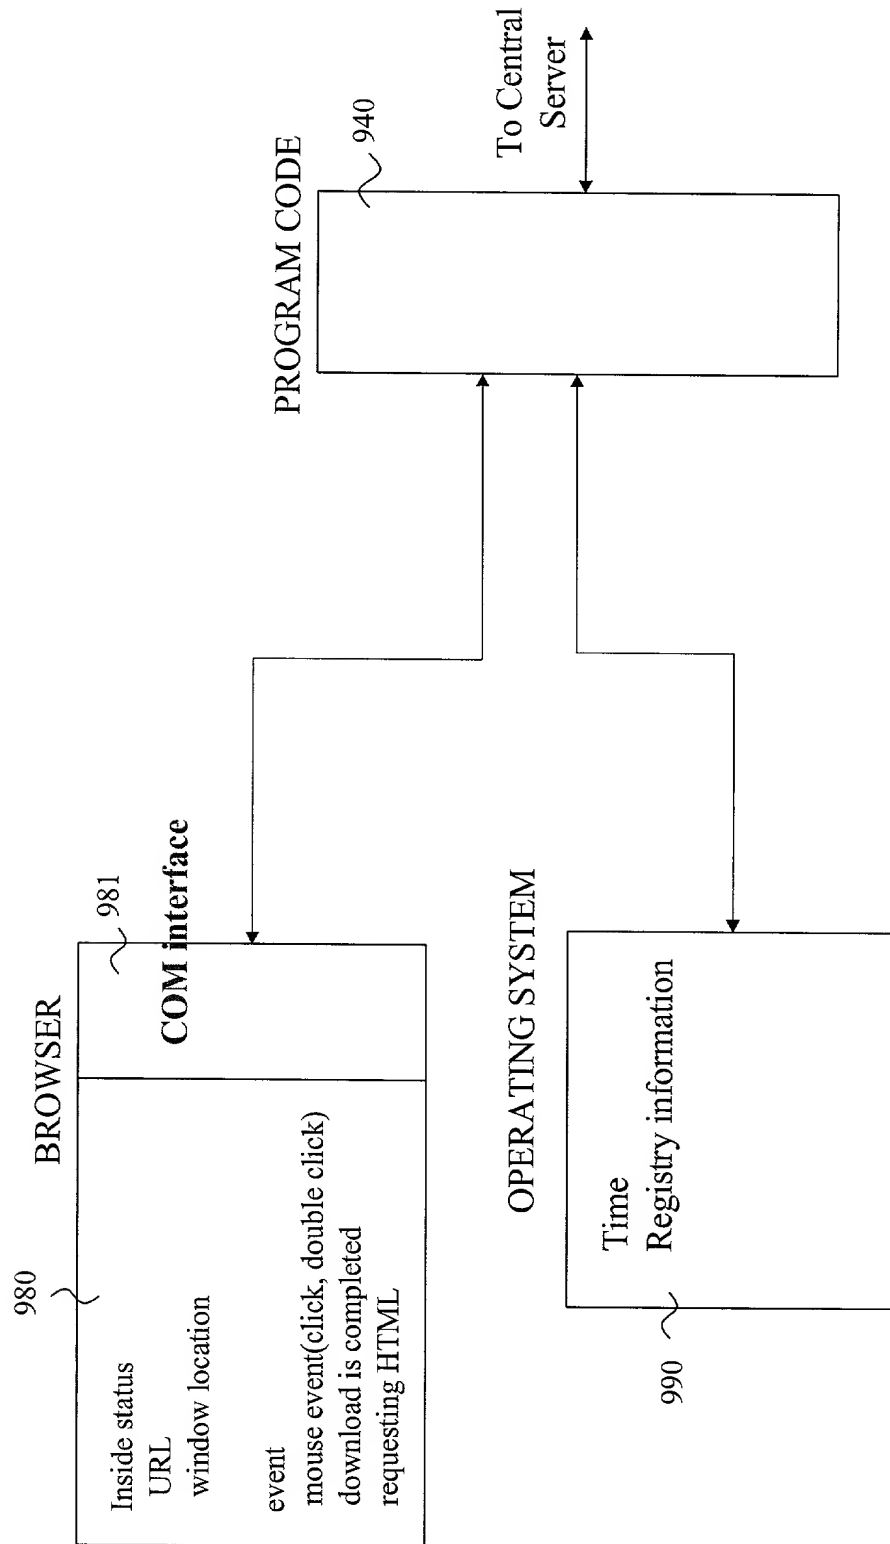 BROWSER
980
981
Inside status
URL
window location
event
mouse event(click, double click)
download is completed
requesting HTML
COM interface
OPERATING SYSTEM
990
Time
Registry information
PROGRAM CODE
940
To Central
Server